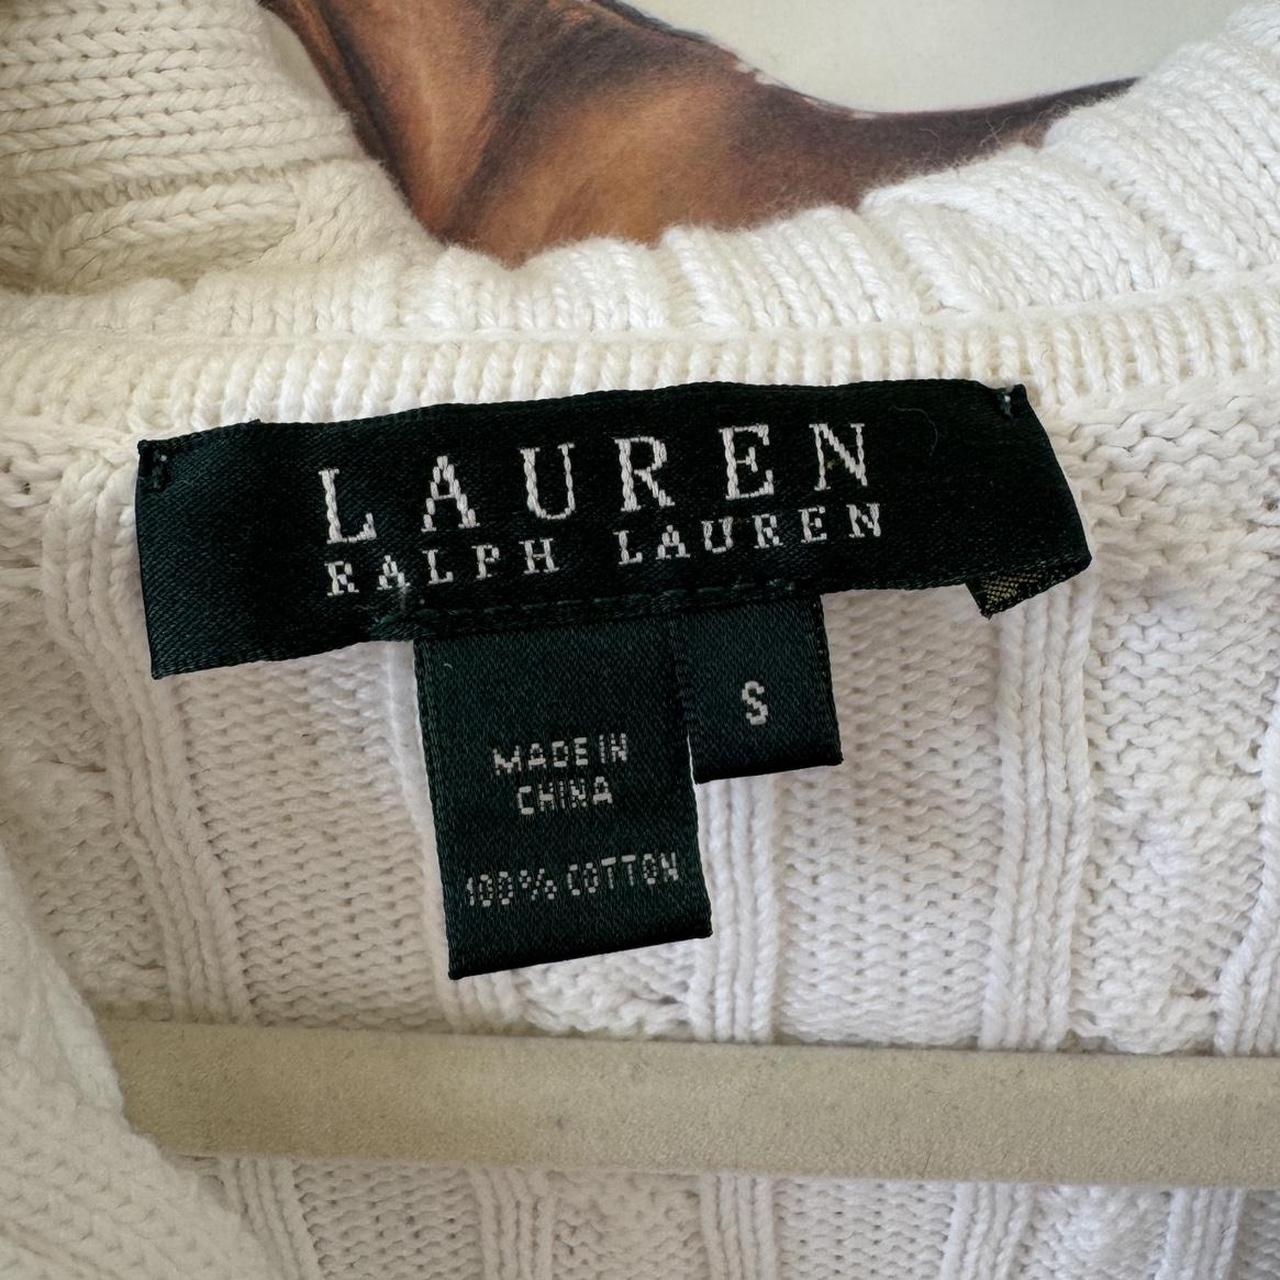 LAUREN
RALPH LAUREN
S
MADE IN
CHINA
100% COTTON